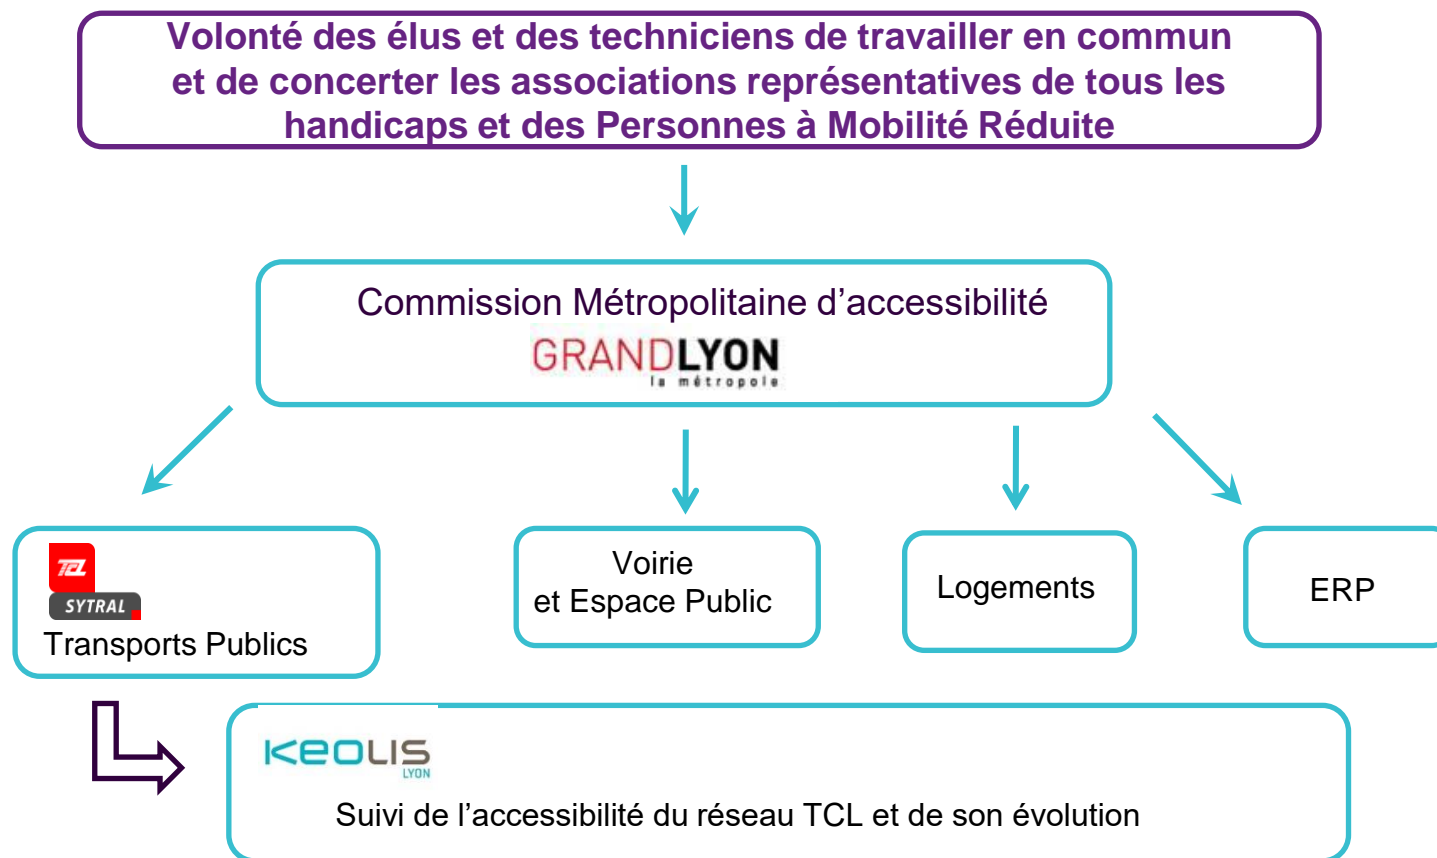 Volonté des élus et des techniciens de travailler en commun
et de concerter les associations représentatives de tous les
handicaps et des Personnes à Mobilité Réduite
Commission Métropolitaine d’accessibilité
GRANDLYON
la métropole
TCL
SYTRAL
Transports Publics
Voirie
et Espace Public
Logements
ERP
KEOLIS
LYON
Suivi de l’accessibilité du réseau TCL et de son évolution